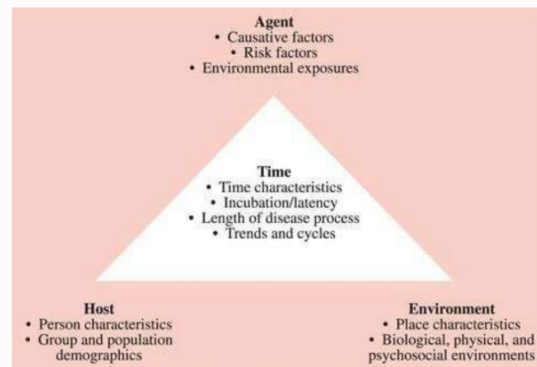 Agent
• Causative factors
• Risk factors
• Environmental exposures
Time
• Time characteristics
• Incubation/latency
• Length of disease process
• Trends and cycles
Host
• Person characteristics
• Group and population
demographics
Environment
• Place characteristics
• Biological, physical, and
psychosocial environments